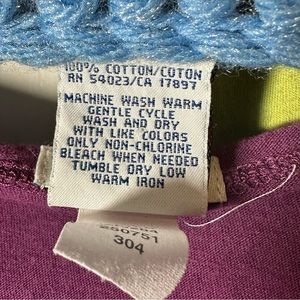 100% COTTON/COTON
RN 54023/CA 17897
MACHINE WASH WARM
GENTLE CYCLE
WASH AND DRY
WITH LIKE COLORS
ONLY NON-CHLORINE
BLEACH WHEN NEEDED
TUMBLE DRY LOW
WARM IRON
304